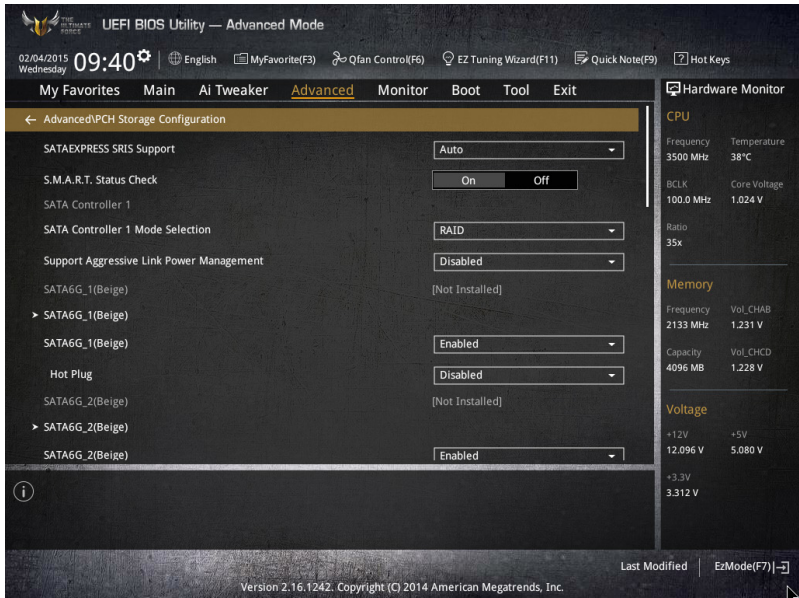 THE
ULTIMATE
FORCE
UEFI BIOS Utility — Advanced Mode
02/04/2015
Wednesday
09:40
English
MyFavorite(F3)
Qfan Control(F6)
EZ Tuning Wizard(F11)
Quick Note(F9)
? Hot Keys
My Favorites Main Ai Tweaker Advanced Monitor Boot Tool Exit
Hardware Monitor
← Advanced\PCH Storage Configuration
SATAEXPRESS SRIS Support Auto
S.M.A.R.T. Status Check On Off
SATA Controller 1
SATA Controller 1 Mode Selection RAID
Support Aggressive Link Power Management Disabled
SATA6G_1(Beige) [Not Installed]
> SATA6G_1(Beige)
SATA6G_1(Beige) Enabled
Hot Plug Disabled
SATA6G_2(Beige) [Not Installed]
> SATA6G_2(Beige)
SATA6G_2(Beige) Enabled
CPU
Frequency Temperature
3500 MHz 38°C
BCLK Core Voltage
100.0 MHz 1.024 V
Ratio
35x
Memory
Frequency Vol_CHAB
2133 MHz 1.231 V
Capacity Vol_CHCD
4096 MB 1.228 V
Voltage
+12V +5V
12.096 V 5.080 V
+3.3V
3.312 V
i
Last Modified EzMode(F7)
Version 2.16.1242. Copyright (C) 2014 American Megatrends, Inc.